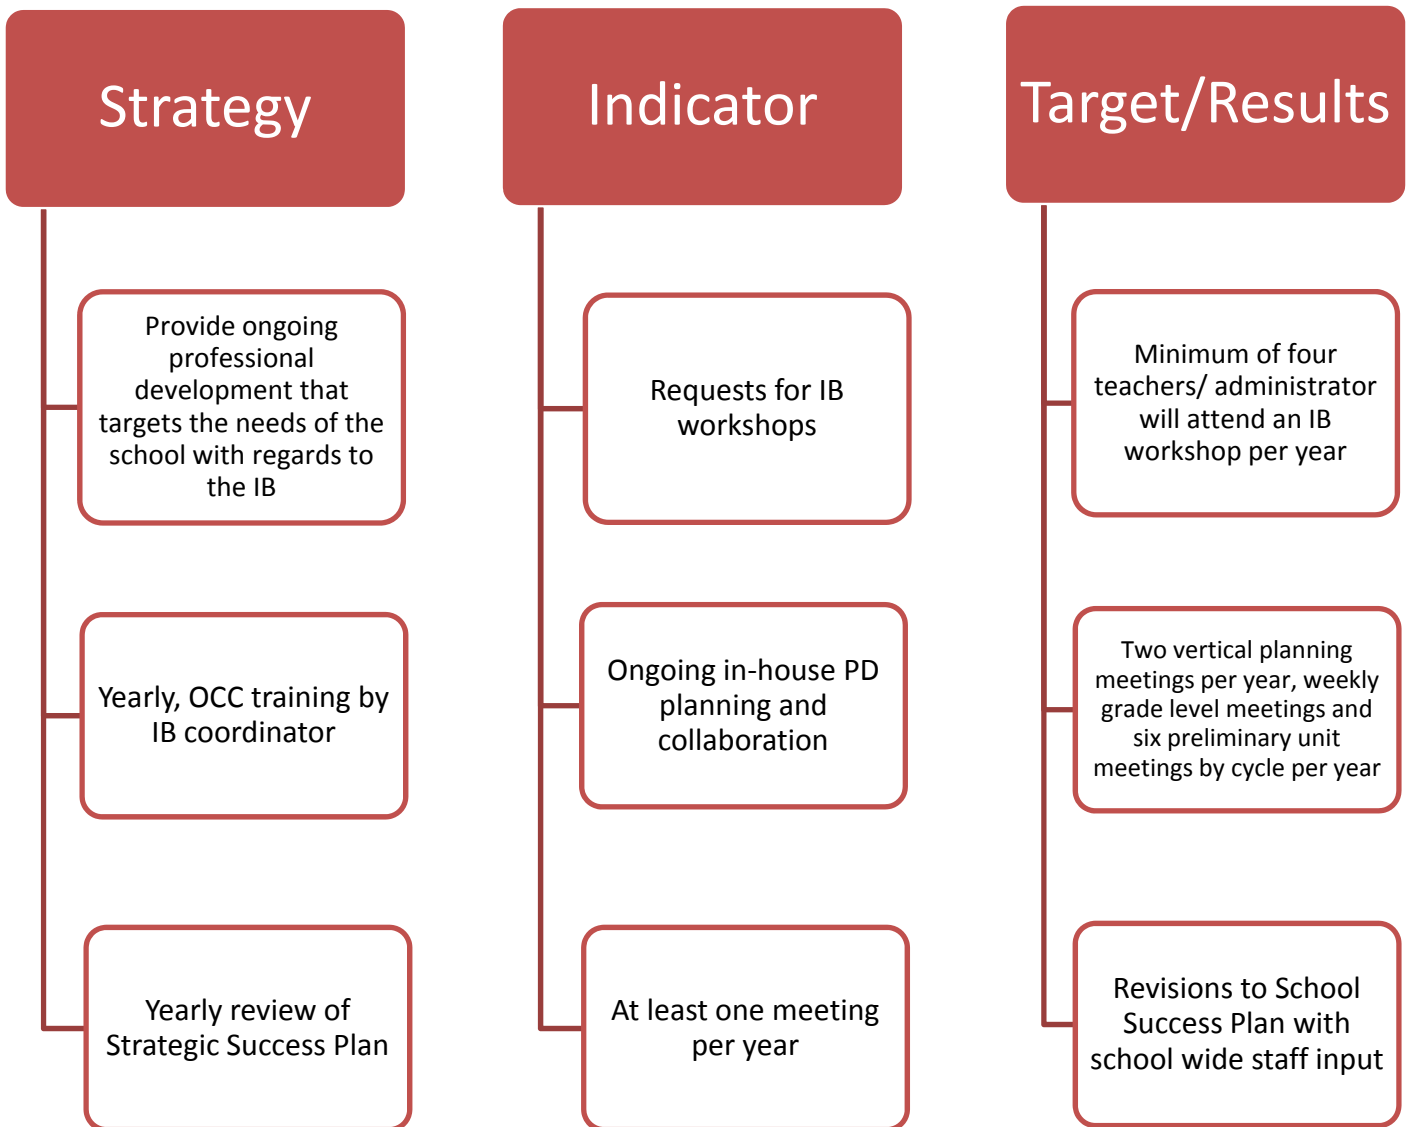 Strategy
Provide ongoing
professional
development that
targets the needs of the
school with regards to
the IB
Yearly, OCC training by
IB coordinator
Yearly review of
Strategic Success Plan
Indicator
Requests for IB
workshops
Ongoing in-house PD
planning and
collaboration
At least one meeting
per year
Target/Results
Minimum of four
teachers/ administrator
will attend an IB
workshop per year
Two vertical planning
meetings per year, weekly
grade level meetings and
six preliminary unit
meetings by cycle per year
Revisions to School
Success Plan with
school wide staff input